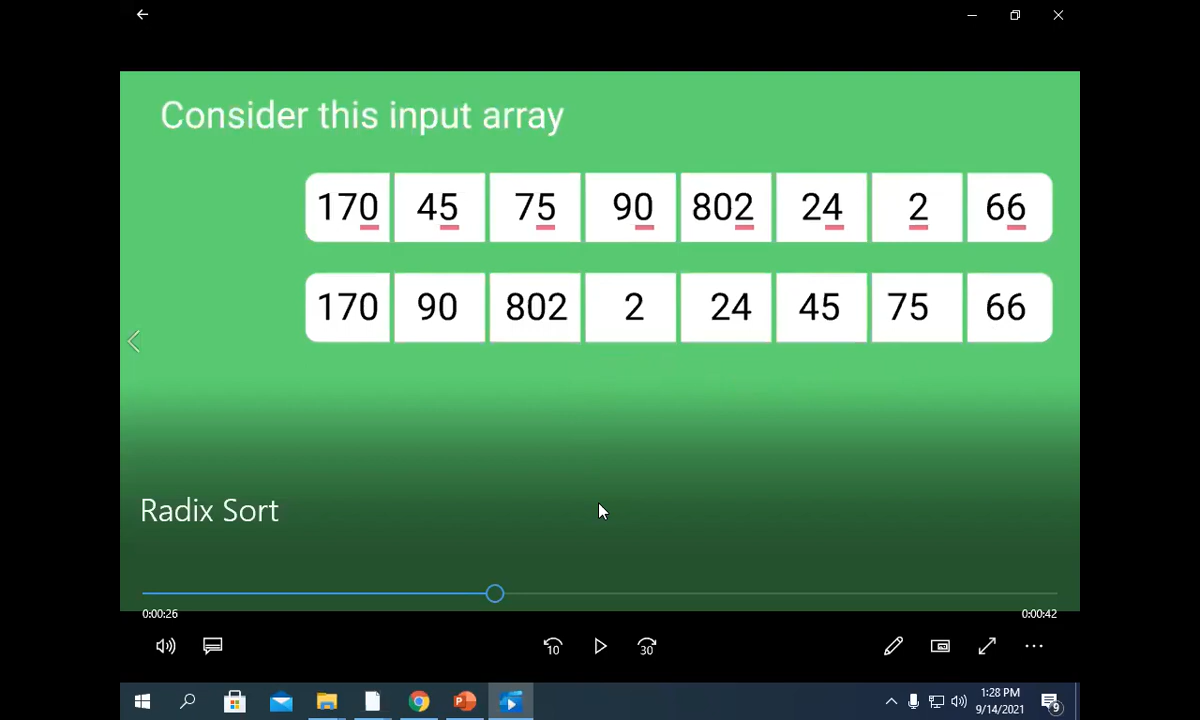 Consider this input array
170 45 75 90 802 24 2 66
170 90 802 2 24 45 75 66
Radix Sort
0:00:26 0:00:42
10 30
1:28 PM
9/14/2021
9